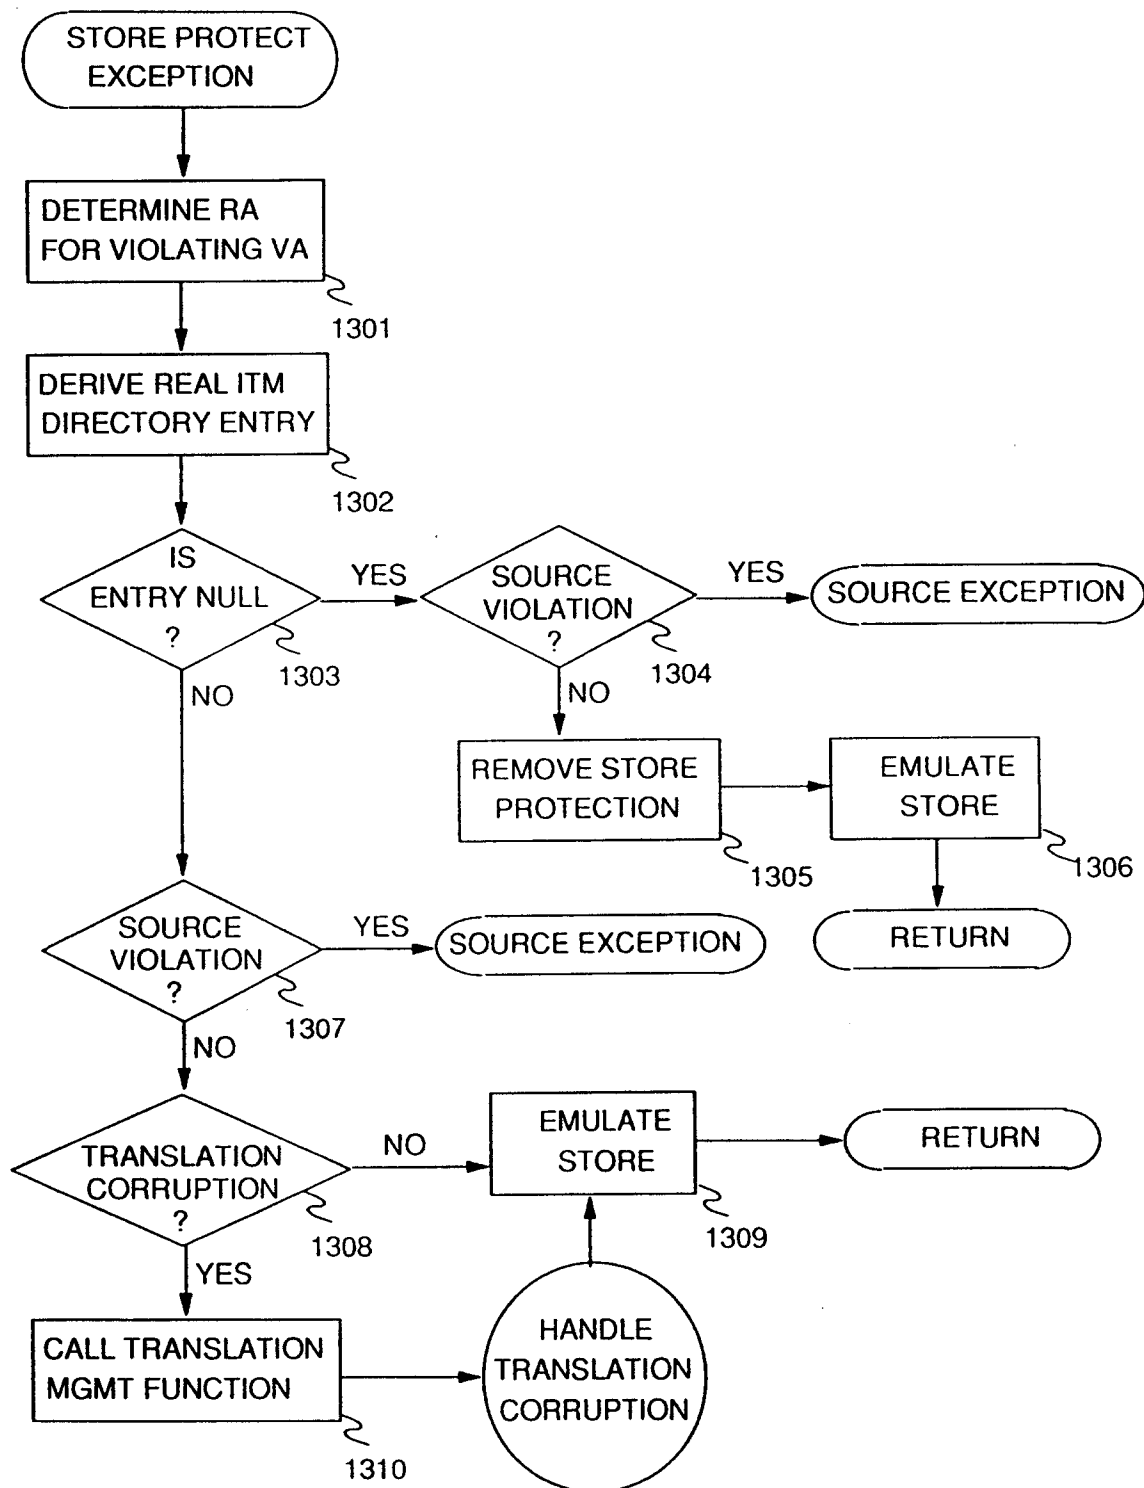 STORE PROTECT
EXCEPTION
DETERMINE RA
FOR VIOLATING VA
1301
DERIVE REAL ITM
DIRECTORY ENTRY
1302
IS
ENTRY NULL
?
1303
YES
NO
SOURCE
VIOLATION
?
1304
YES
SOURCE EXCEPTION
NO
REMOVE STORE
PROTECTION
1305
EMULATE
STORE
1306
RETURN
SOURCE
VIOLATION
?
1307
YES
SOURCE EXCEPTION
NO
TRANSLATION
CORRUPTION
?
1308
NO
EMULATE
STORE
1309
RETURN
YES
CALL TRANSLATION
MGMT FUNCTION
1310
HANDLE
TRANSLATION
CORRUPTION